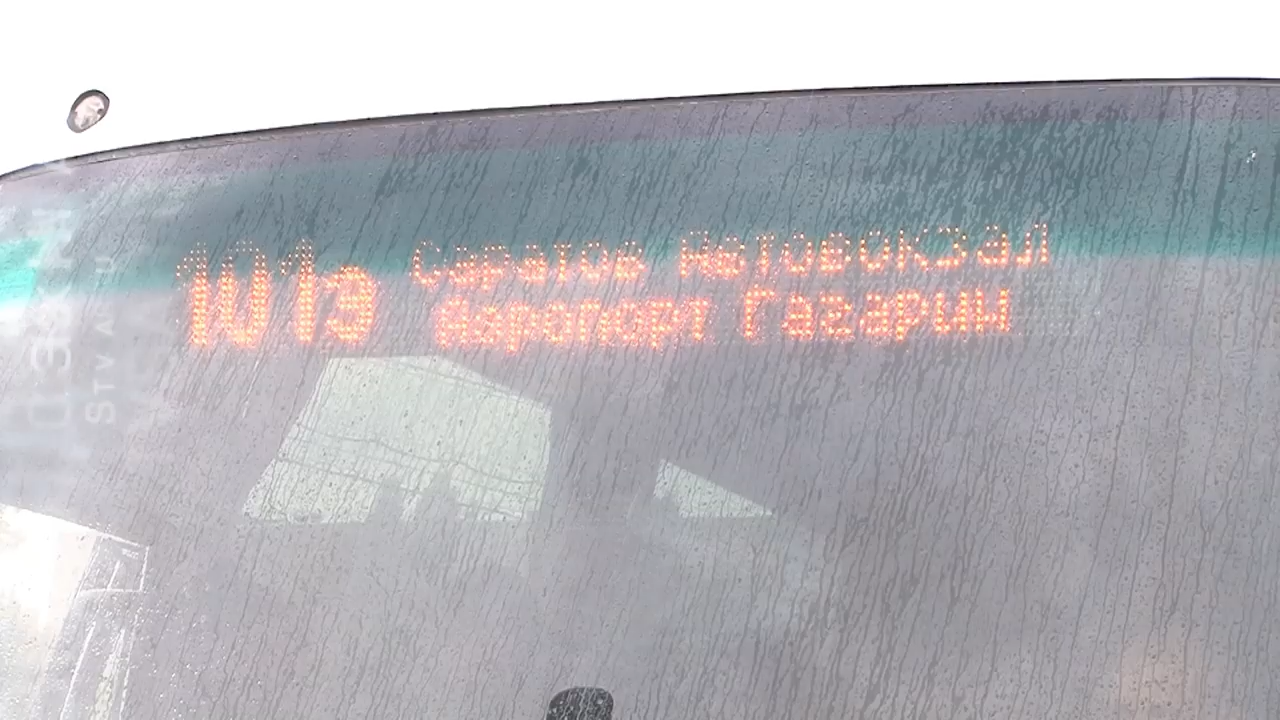 101э Саратов Автовокзал
Аэропорт Гагарин